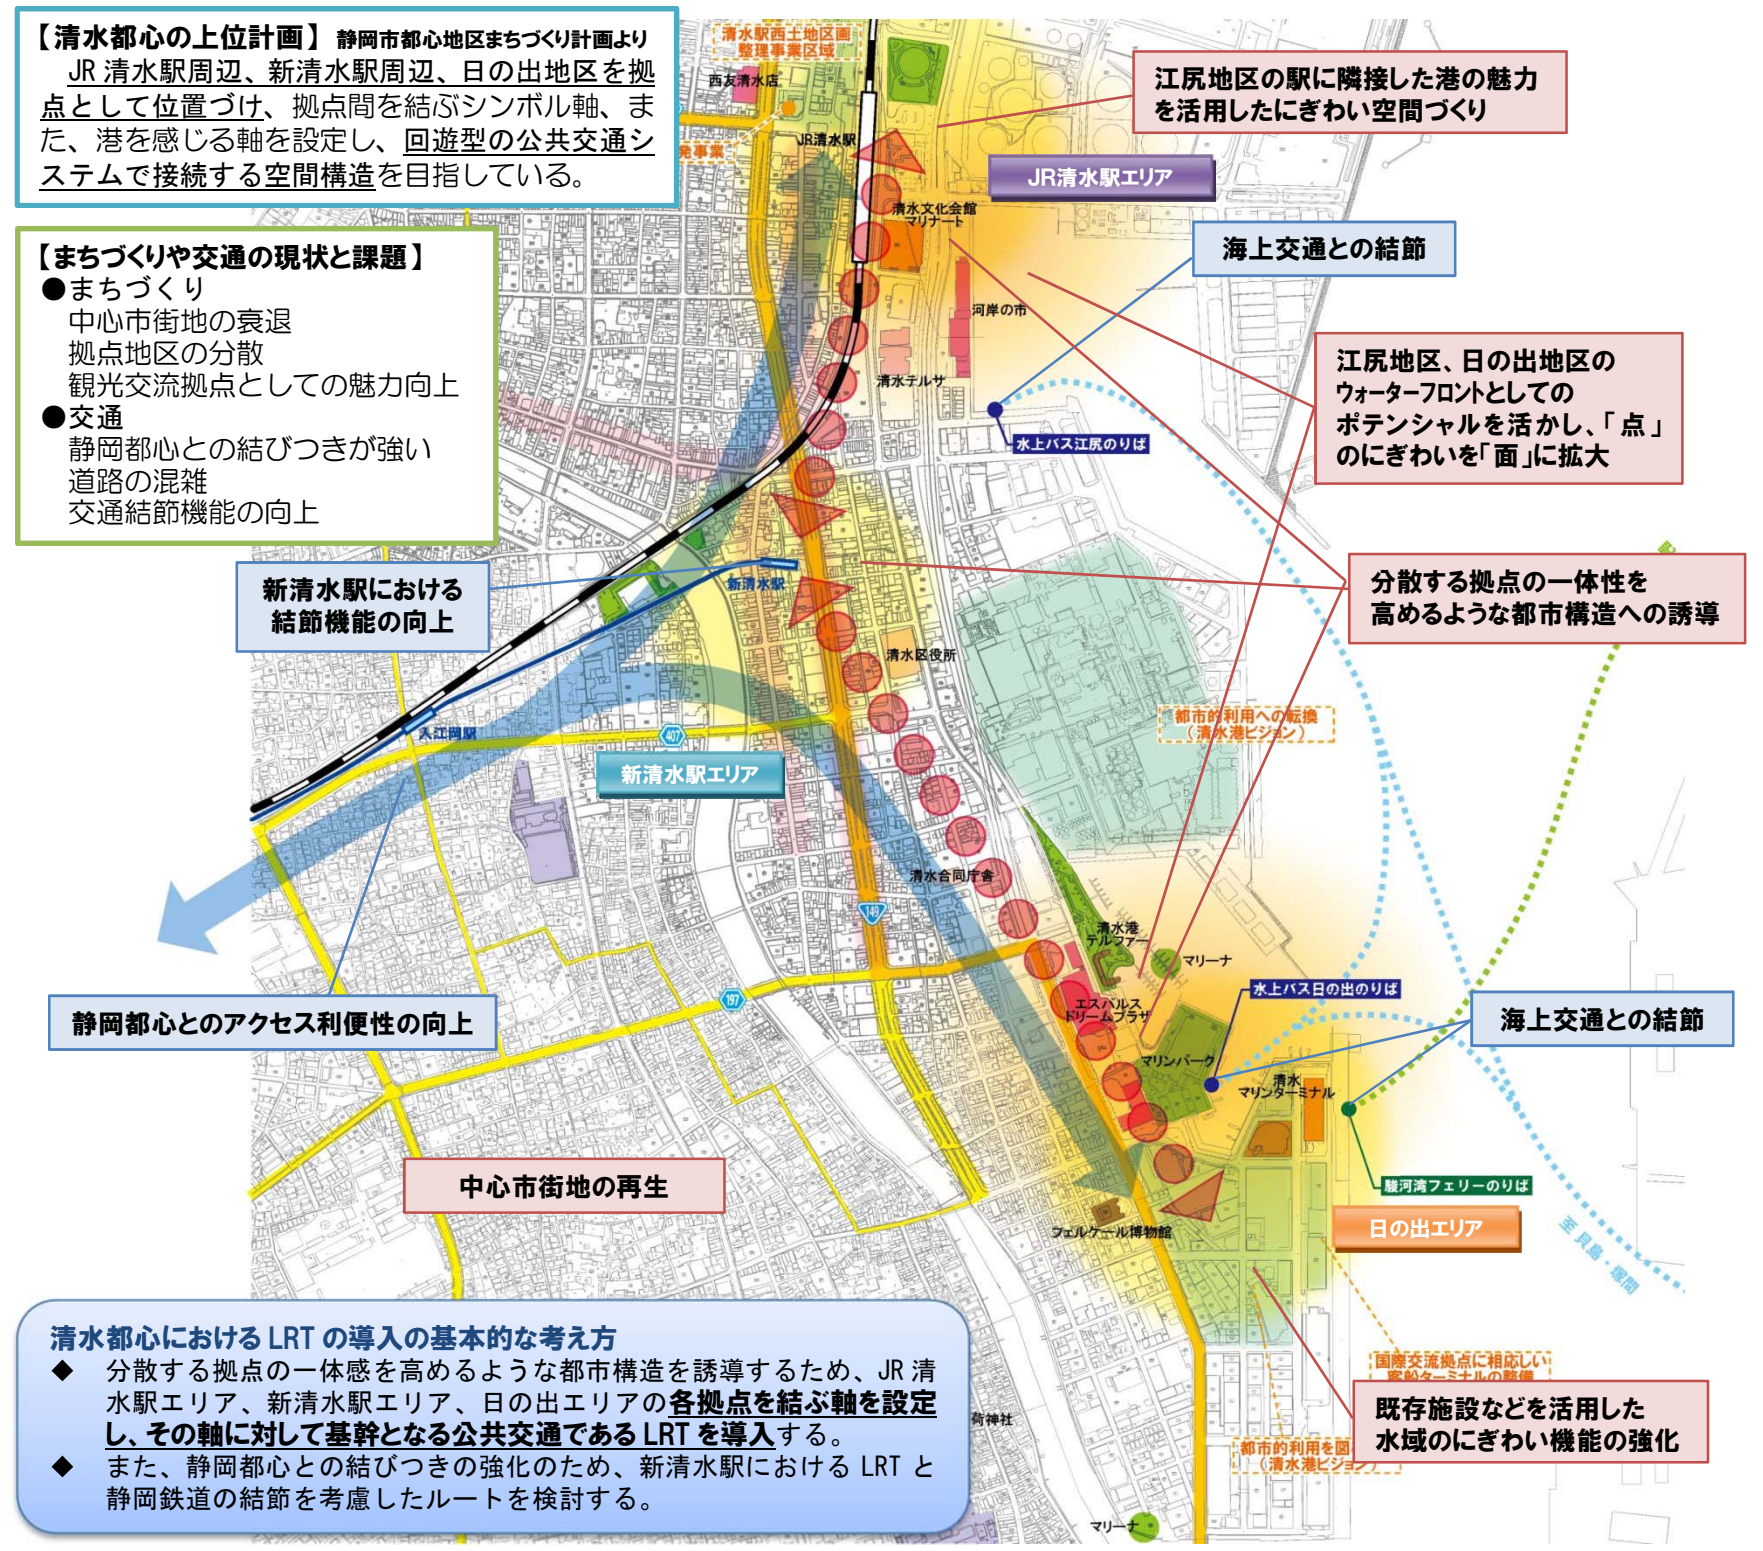 【清水都心の上位計画】 静岡市都心地区まちづくり計画より
JR 清水駅周辺、新清水駅周辺、日の出地区を拠
点として位置づけ、拠点間を結ぶシンボル軸、ま
た、港を感じる軸を設定し、回遊型の公共交通シ
ステムで接続する空間構造を目指している。
【まちづくりや交通の現状と課題】
●まちづくり
中心市街地の衰退
拠点地区の分散
観光交流拠点としての魅力向上
●交通
静岡都心との結びつきが強い
道路の混雑
交通結節機能の向上
清水駅西土地区画
整理事業区域
西友清水店
発事業
JR清水駅
江尻地区の駅に隣接した港の魅力
を活用したにぎわい空間づくり
JR清水駅エリア
清水文化会館
マリナート
海上交通との結節
河岸の市
清水テルサ
水上バス江尻のりば
江尻地区、日の出地区の
ウォーターフロントとしての
ポテンシャルを活かし、「点」
のにぎわいを「面」に拡大
新清水駅における
結節機能の向上
新清水駅
分散する拠点の一体性を
高めるような都市構造への誘導
清水区役所
入江岡駅
407
新清水駅エリア
都市的利用への転換
（清水港ビジョン）
清水合同庁舎
149
清水港
テルファー
マリーナ
197
静岡都心とのアクセス利便性の向上
エスパルス
ドリームプラザ
水上バス日の出のりば
海上交通との結節
マリンパーク
清水
マリンターミナル
中心市街地の再生
駿河湾フェリーのりば
フェルケール博物館
日の出エリア
至 貝島・塚間
国際交流拠点に相応しい
客船ターミナルの整備
既存施設などを活用した
水域のにぎわい機能の強化
都市的利用を図
（清水港ビジョン）
荷神社
マリーナ
清水都心における LRT の導入の基本的な考え方
◆ 分散する拠点の一体感を高めるような都市構造を誘導するため、JR 清
水駅エリア、新清水駅エリア、日の出エリアの各拠点を結ぶ軸を設定
し、その軸に対して基幹となる公共交通である LRT を導入する。
◆ また、静岡都心との結びつきの強化のため、新清水駅における LRT と
静岡鉄道の結節を考慮したルートを検討する。